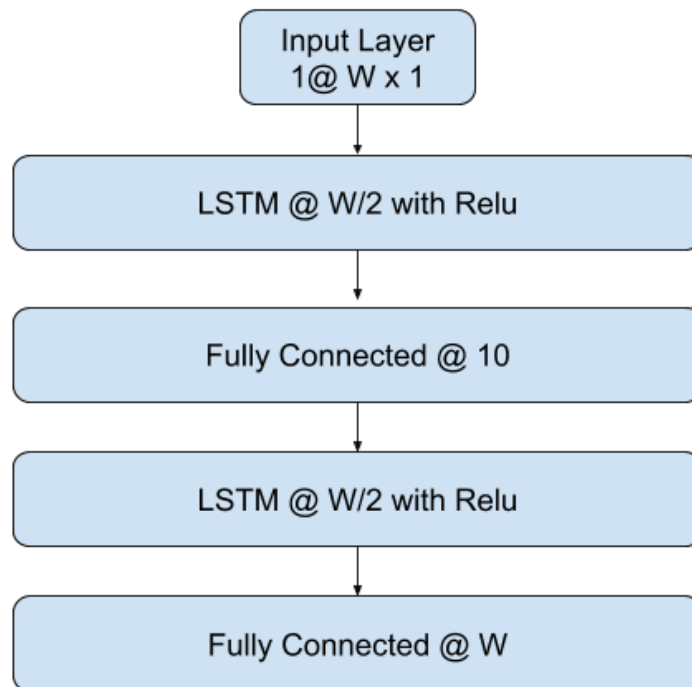 Input Layer
1@ W x 1
LSTM @ W/2 with Relu
Fully Connected @ 10
LSTM @ W/2 with Relu
Fully Connected @ W